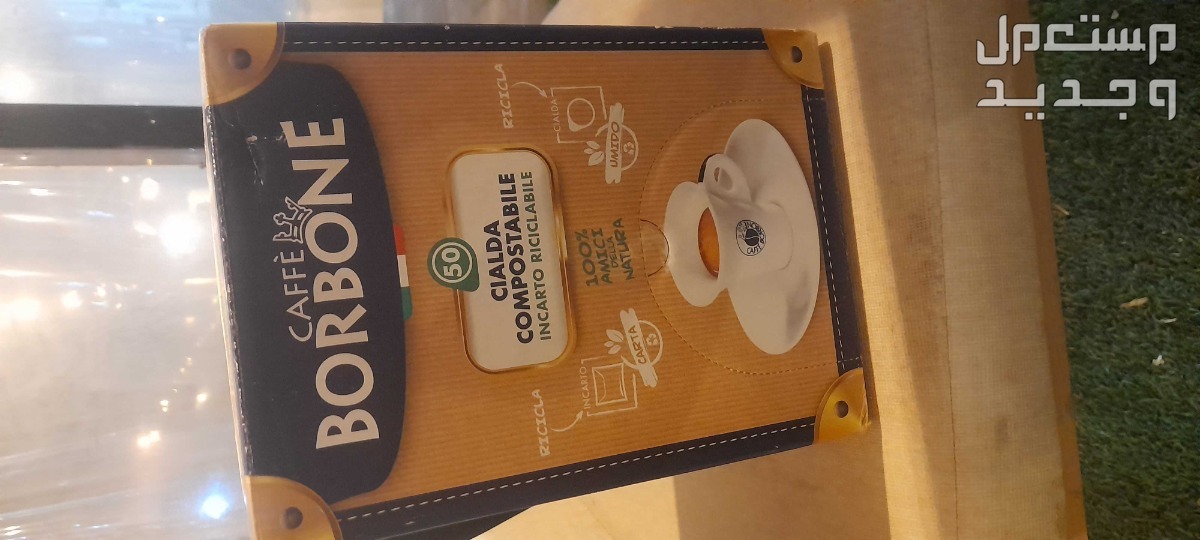 مستعمل
وجديد
CAFFÈ
BORBONE
50
CIALDA
COMPOSTABILE
INCARTO RICICLABILE
100%
AMICI
DELLA
NATURA
RICICLA
INCARTO
CARTA
RICICLA
CIALDA
UMIDO
CAFFÈ